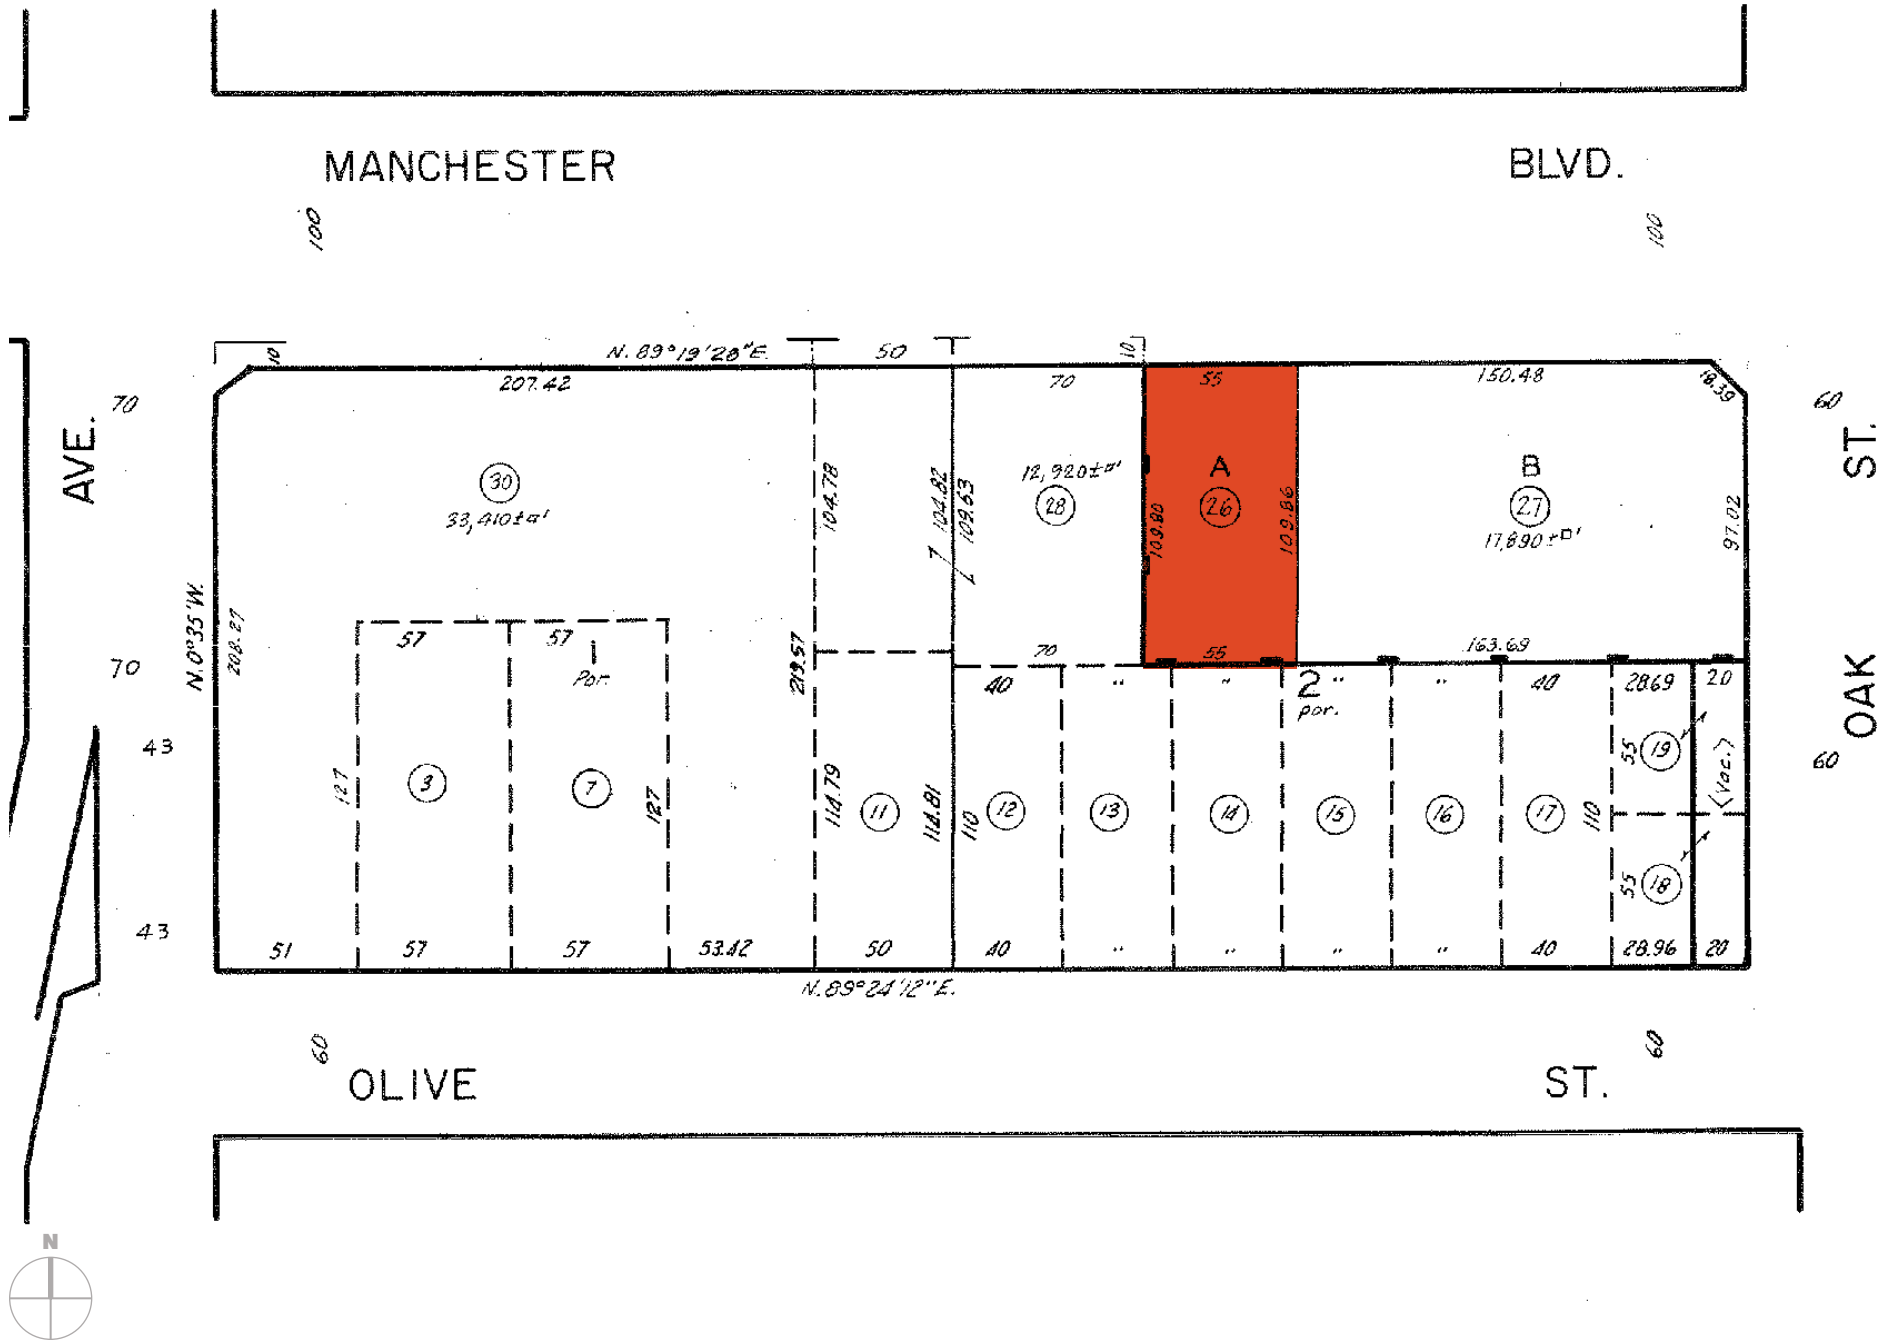 MANCHESTER BLVD.
100 100
10 N. 89°19'28"E. 50 10
207.42 70 55 150.48 18.39
70 AVE. 60 ST.
30
33,410±□'
104.78
104.82
109.63
12,920±□'
28
109.80
A
26
109.86
B
27
17,890±□'
97.02
N.0°35'W.
208.27
219.57
70 55 163.69
70 57 57 1
Por.
40 " " 2 " " 40 28.69 20
por.
OAK
43 127 3 7 127 114.79 11 114.81 110 12 13 14 15 16 17 110 55 19 (Vac.) 60
55 18
43
51 57 57 53.42 50 40 " " " " 40 28.96 20
N.89°24'12"E.
60 60
OLIVE ST.
N